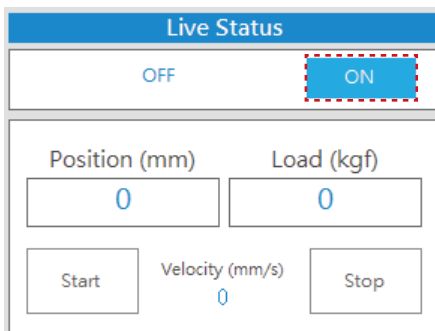 Live Status
OFF ON
Position (mm) Load (kgf)
0 0
Start Velocity (mm/s) Stop
0